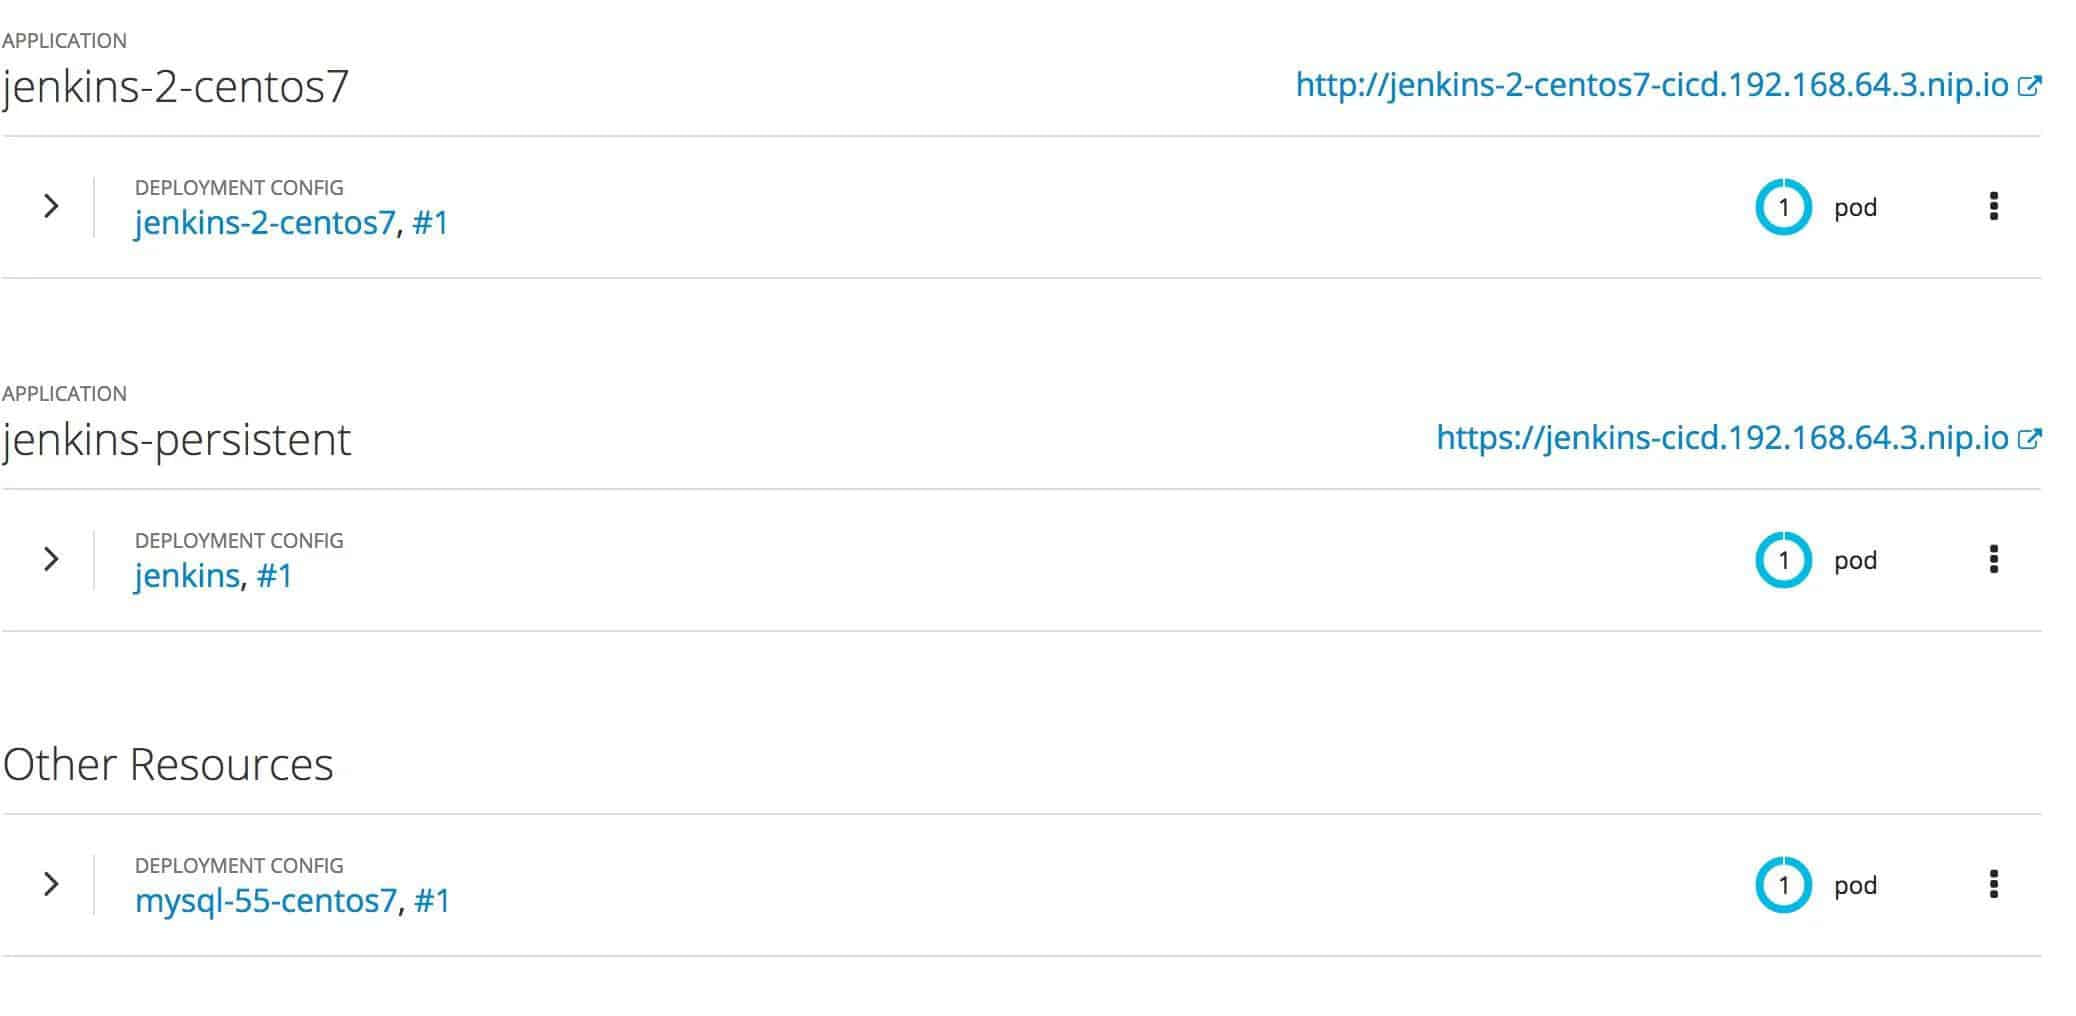 APPLICATION
jenkins-2-centos7 http://jenkins-2-centos7-cicd.192.168.64.3.nip.io
DEPLOYMENT CONFIG
jenkins-2-centos7, #1 1 pod
APPLICATION
jenkins-persistent https://jenkins-cicd.192.168.64.3.nip.io
DEPLOYMENT CONFIG
jenkins, #1 1 pod
Other Resources
DEPLOYMENT CONFIG
mysql-55-centos7, #1 1 pod